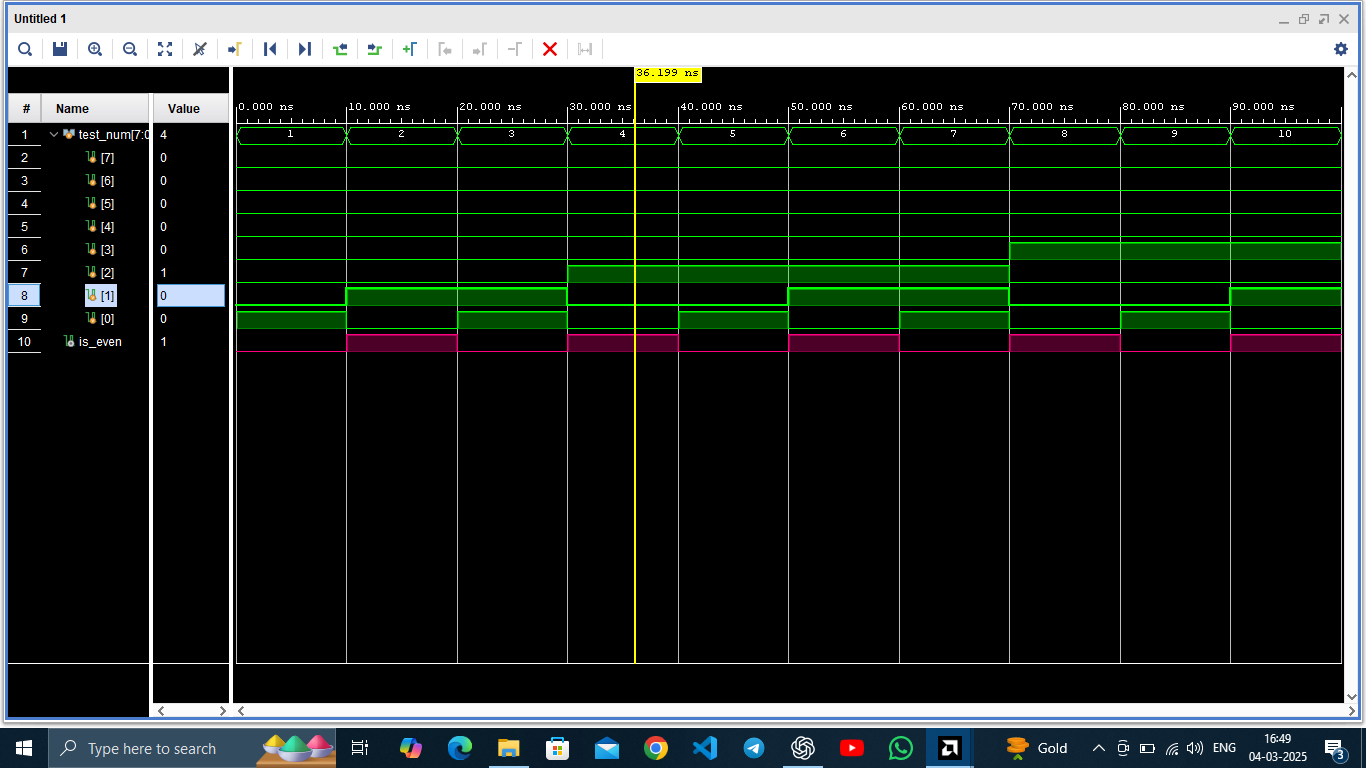 Untitled 1
36.199 ns
# Name Value
0.000 ns 10.000 ns 20.000 ns 30.000 ns 40.000 ns 50.000 ns 60.000 ns 70.000 ns 80.000 ns 90.000 ns
1 test_num[7:0 4 1 2 3 4 5 6 7 8 9 10
2 [7] 0
3 [6] 0
4 [5] 0
5 [4] 0
6 [3] 0
7 [2] 1
8 [1] 0
9 [0] 0
10 is_even 1
Type here to search
Gold
ENG
16:49
04-03-2025
3